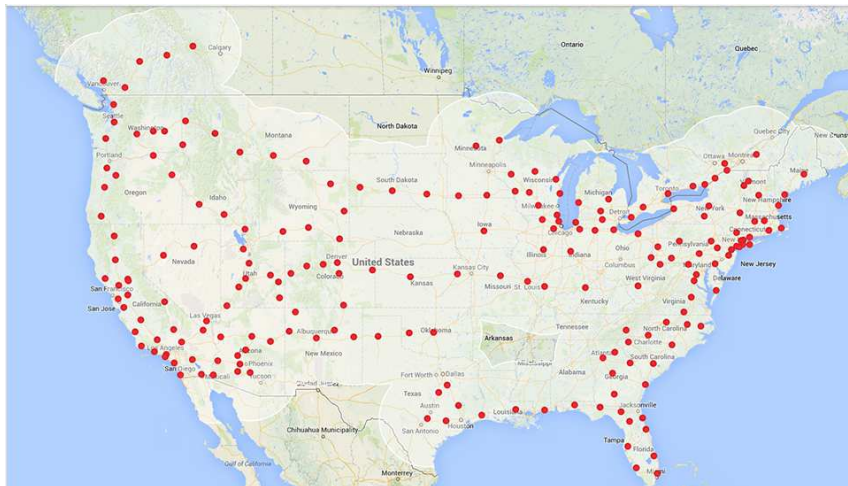 Calgary
Ontario
Quebec
Vancouver
Winnipeg
Seattle
Washington
Quebec City
North Dakota
Montana
Minnesota
Ottawa
Montreal
Portland
Minneapolis
Wisconsin
Vermont
Maine
South Dakota
Michigan
Toronto
Oregon
Idaho
Milwaukee
New Hampshire
Wyoming
Detroit
New York
Massachusetts
Iowa
Chicago
Connecticut
Nebraska
Pennsylvania
Nevada
Illinois
Indiana
Ohio
Utah
Denver
United States
Columbus
Maryland
New Jersey
Colorado
Kansas City
San Francisco
Kansas
Missouri
St. Louis
West Virginia
Delaware
California
Kentucky
Virginia
San Jose
Las Vegas
Albuquerque
Oklahoma
Tennessee
North Carolina
Los Angeles
Arizona
New Mexico
Arkansas
Charlotte
San Diego
Phoenix
Atlanta
South Carolina
Mexicali
Tucson
Fort Worth
Dallas
Alabama
Georgia
Ciudad Juárez
Texas
Austin
Louisiana
Jacksonville
San Antonio
Houston
Chihuahua Municipality
Tampa
Florida
Gulf of California
Monterrey
Miami